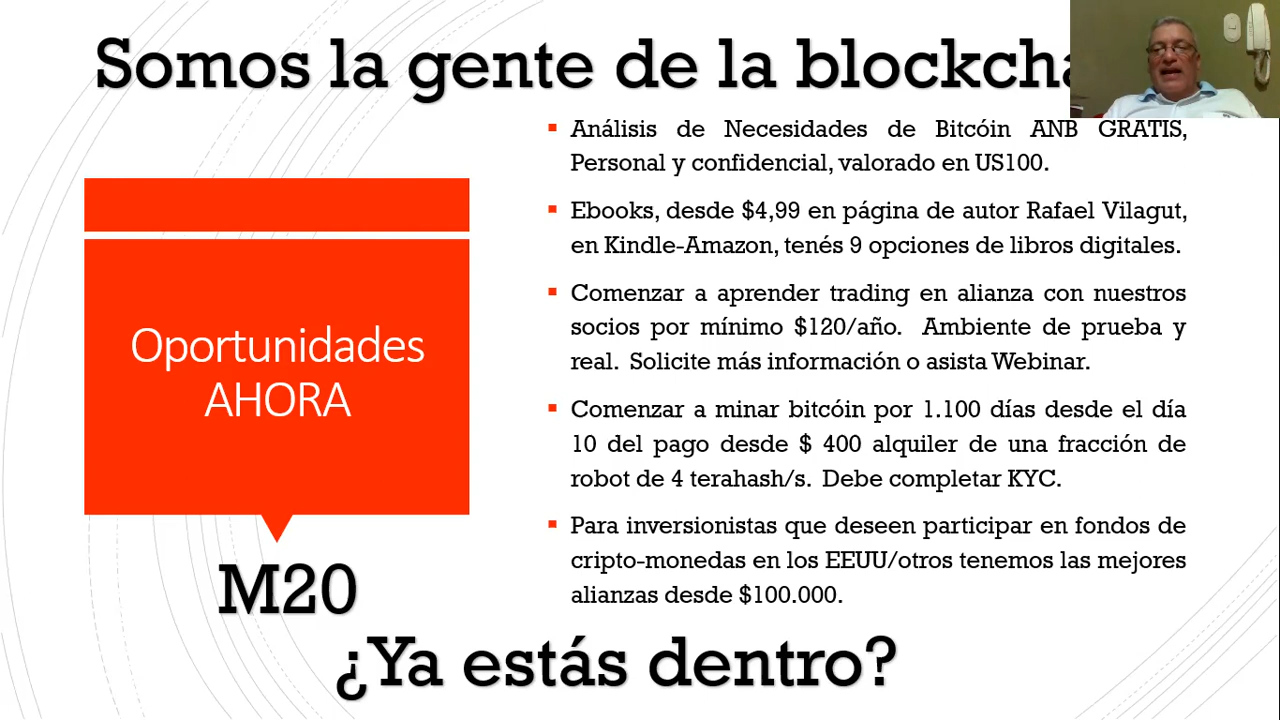 Somos la gente de la
Análisis de Necesidades de Bitcóin ANB GRATIS,
Personal y confidencial, valorado en US100.
Ebooks, desde $4,99 en página de autor Rafael Vilagut,
en Kindle-Amazon, tenés 9 opciones de libros digitales.
Comenzar a aprender trading en alianza con nuestros
socios por mínimo $120/año. Ambiente de prueba y
real. Solicite más información o asista Webinar.
Comenzar a minar bitcóin por 1.100 días desde el día
10 del pago desde $ 400 alquiler de una fracción de
robot de 4 terahash/s. Debe completar KYC.
Para inversionistas que deseen participar en fondos de
cripto-monedas en los EEUU/otros tenemos las mejores
alianzas desde $100.000.
Oportunidades
AHORA
M20
¿Ya estás dentro?